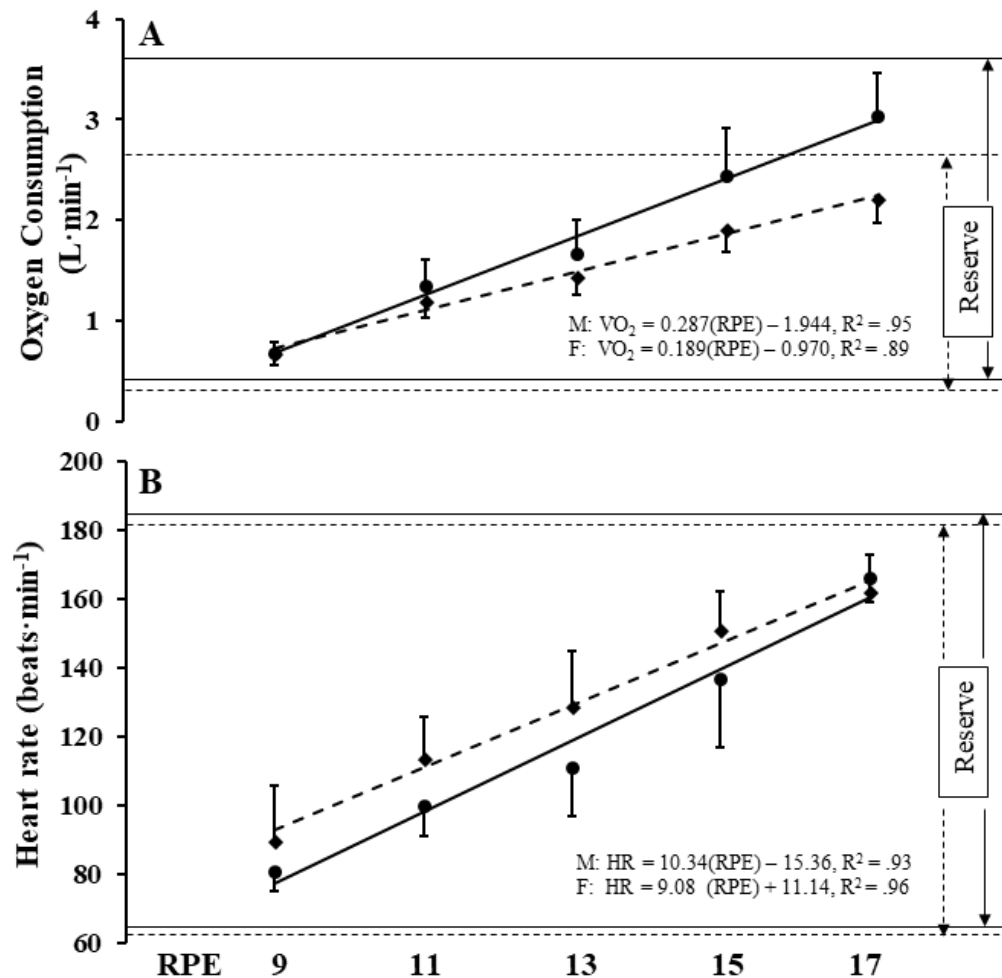 A
Oxygen Consumption
(L·min⁻¹)
4
3
2
1
0
Reserve
M: VO₂ = 0.287(RPE) – 1.944, R² = .95
F: VO₂ = 0.189(RPE) – 0.970, R² = .89
B
Heart rate (beats·min⁻¹)
200
180
160
140
120
100
80
60
Reserve
M: HR = 10.34(RPE) – 15.36, R² = .93
F: HR = 9.08 (RPE) + 11.14, R² = .96
RPE 9 11 13 15 17